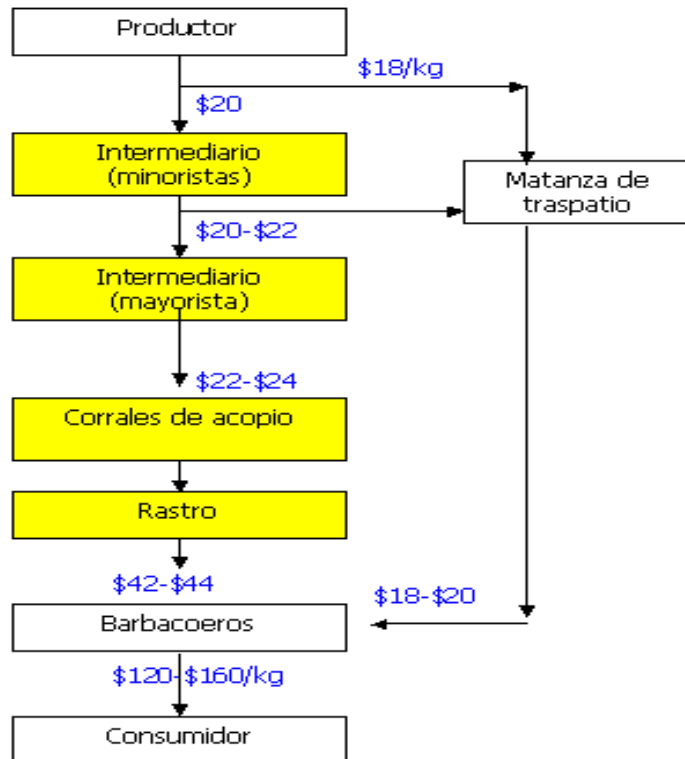 Productor
$18/kg
$20
Intermediario
(minoristas)
Matanza de
traspatio
$20-$22
Intermediario
(mayorista)
$22-$24
Corrales de acopio
Rastro
$42-$44
$18-$20
Barbacoeros
$120-$160/kg
Consumidor